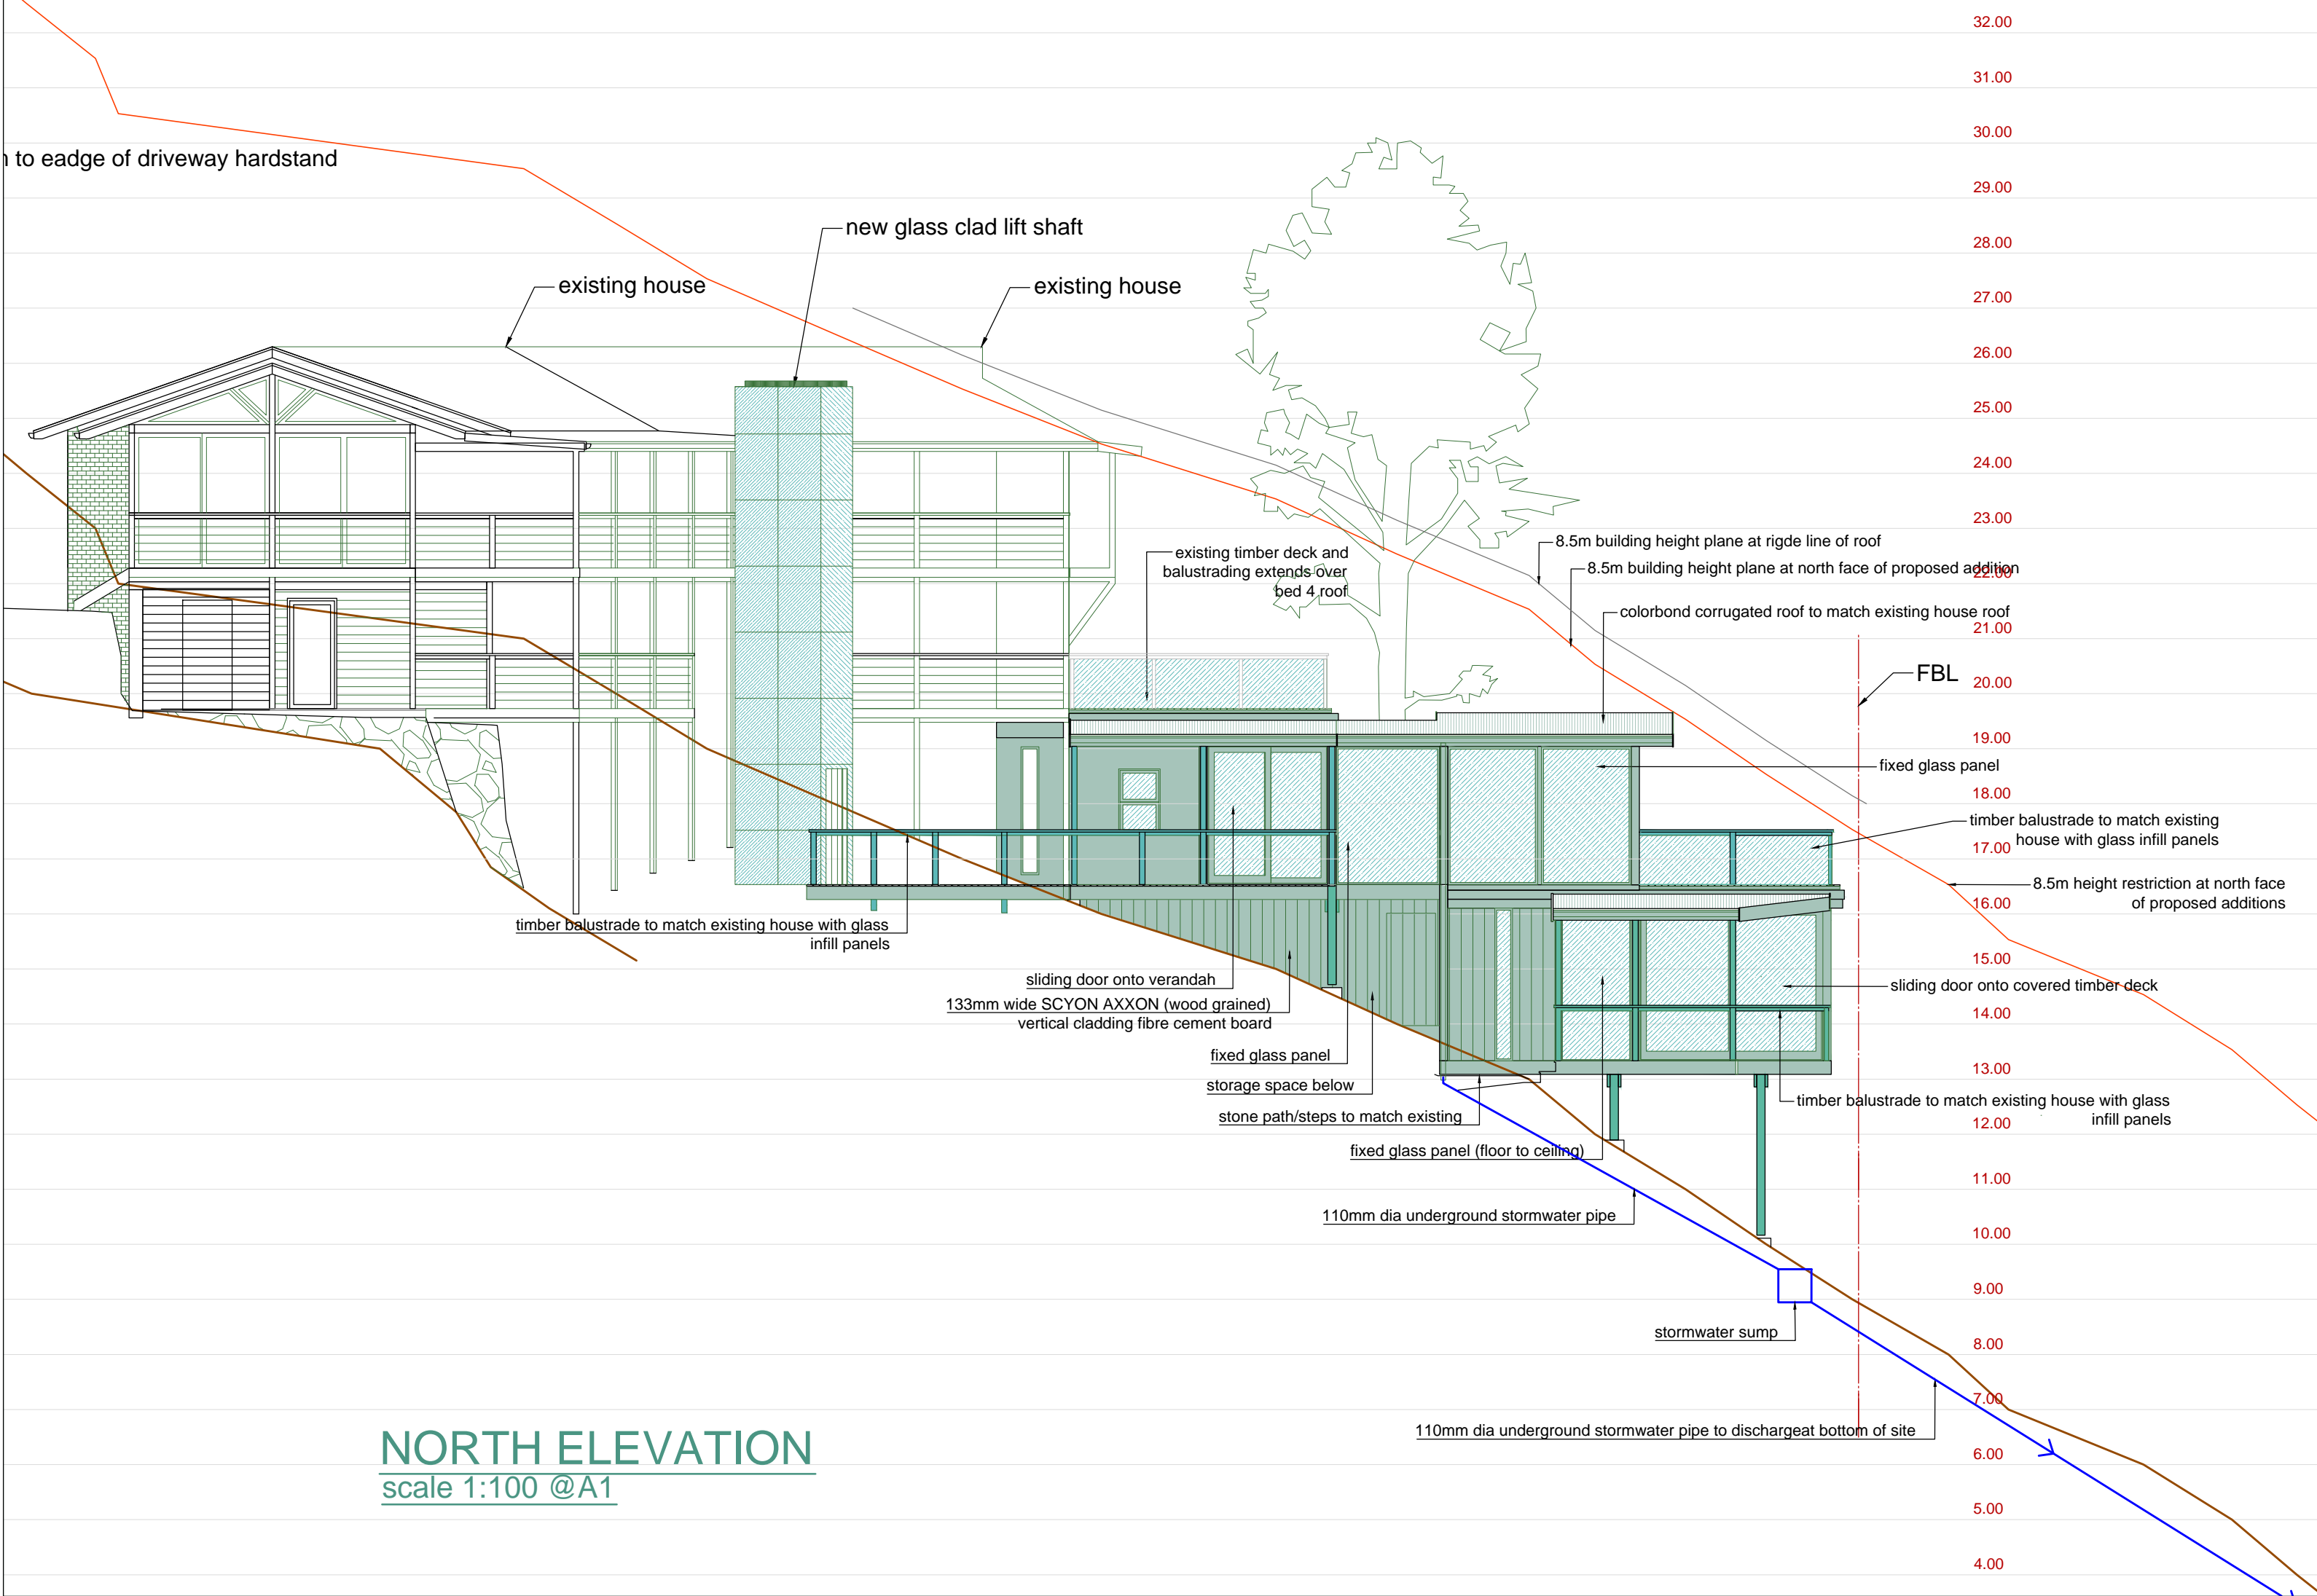 32.00
31.00
30.00
to eadge of driveway hardstand
29.00
new glass clad lift shaft
28.00
existing house
existing house
27.00
26.00
25.00
24.00
23.00
8.5m building height plane at rigde line of roof
existing timber deck and
balustrading extends over
bed 4 roof
8.5m building height plane at north face of proposed addition
22.00
colorbond corrugated roof to match existing house roof
21.00
FBL
20.00
19.00
fixed glass panel
18.00
timber balustrade to match existing
house with glass infill panels
17.00
8.5m height restriction at north face
of proposed additions
16.00
timber balustrade to match existing house with glass
infill panels
15.00
sliding door onto verandah
sliding door onto covered timber deck
133mm wide SCYON AXXON (wood grained)
vertical cladding fibre cement board
14.00
fixed glass panel
13.00
storage space below
timber balustrade to match existing house with glass
infill panels
stone path/steps to match existing
12.00
fixed glass panel (floor to ceiling)
11.00
110mm dia underground stormwater pipe
10.00
9.00
stormwater sump
8.00
7.00
110mm dia underground stormwater pipe to dischargeat bottom of site
6.00
NORTH ELEVATION
scale 1:100 @A1
5.00
4.00